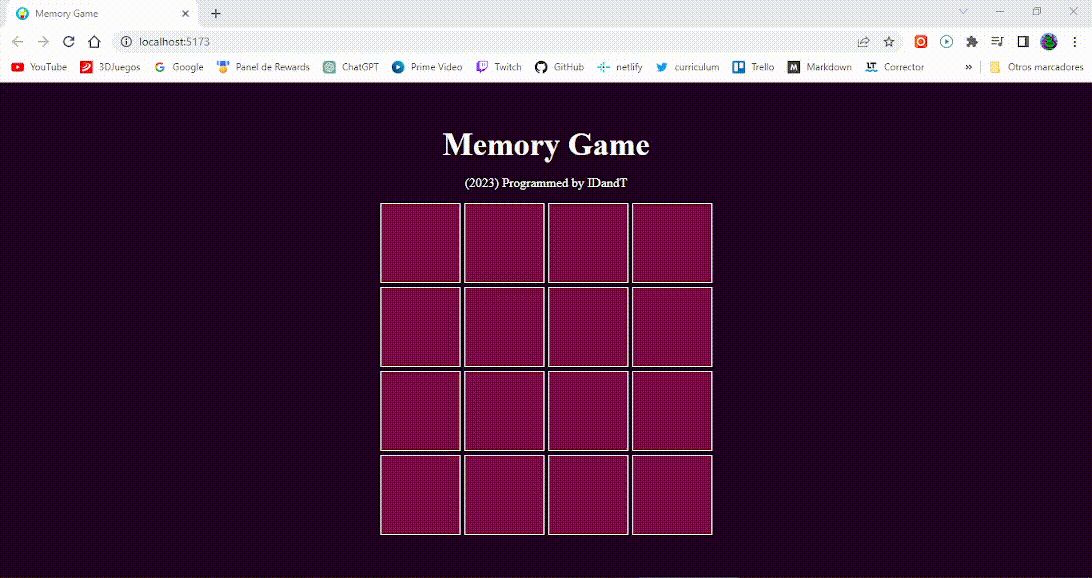 Memory Game
localhost:5173
YouTube 3DJuegos Google Panel de Rewards ChatGPT Prime Video Twitch GitHub netlify curriculum Trello Markdown Corrector » Otros marcadores
Memory Game
(2023) Programmed by IDandT